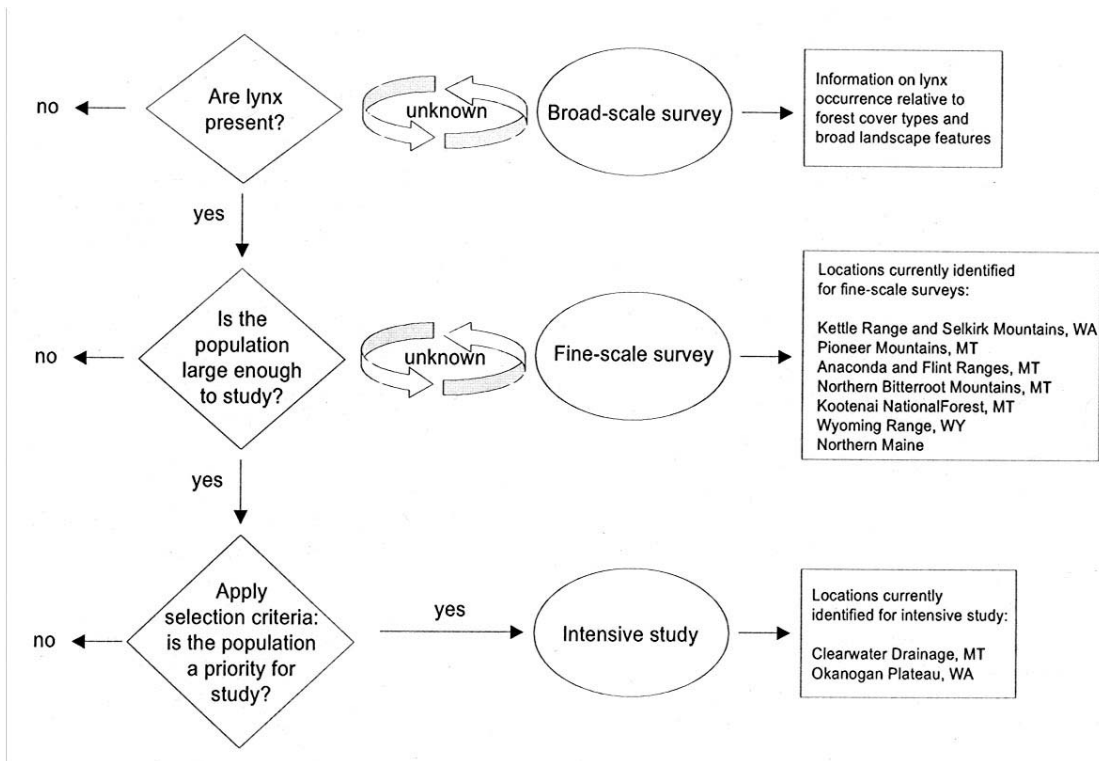 Are lynx
present?
no
unknown
Broad-scale survey
Information on lynx
occurrence relative to
forest cover types and
broad landscape features
yes
Is the
population
large enough
to study?
no
unknown
Fine-scale survey
Locations currently identified
for fine-scale surveys:
Kettle Range and Selkirk Mountains, WA
Pioneer Mountains, MT
Anaconda and Flint Ranges, MT
Northern Bitterroot Mountains, MT
Kootenai NationalForest, MT
Wyoming Range, WY
Northern Maine
yes
Apply
selection criteria:
is the population
a priority for
study?
no
yes
Intensive study
Locations currently
identified for intensive study:
Clearwater Drainage, MT
Okanogan Plateau, WA